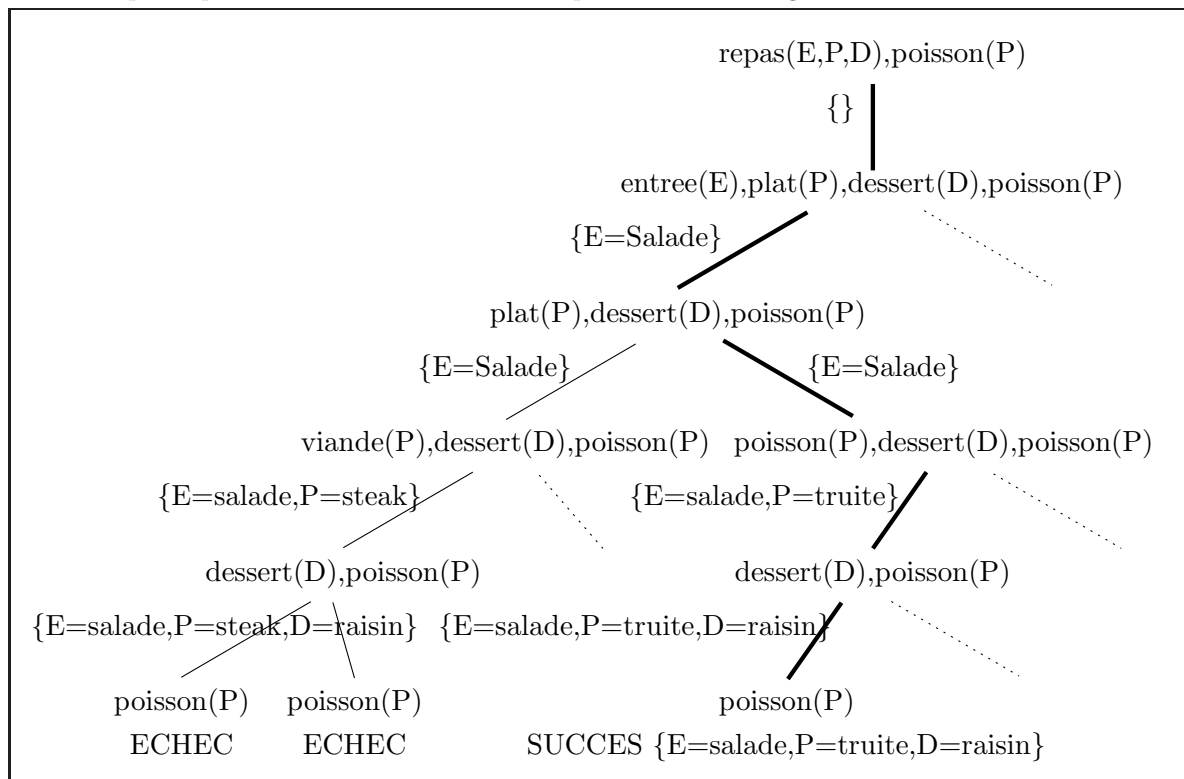 repas(E,P,D),poisson(P)
{}
entree(E),plat(P),dessert(D),poisson(P)
{E=Salade}
plat(P),dessert(D),poisson(P)
{E=Salade} {E=Salade}
viande(P),dessert(D),poisson(P) poisson(P),dessert(D),poisson(P)
{E=salade,P=steak} {E=salade,P=truite}
dessert(D),poisson(P) dessert(D),poisson(P)
{E=salade,P=steak,D=raisin} {E=salade,P=truite,D=raisin}
poisson(P) poisson(P) poisson(P)
ECHEC ECHEC SUCCES {E=salade,P=truite,D=raisin}